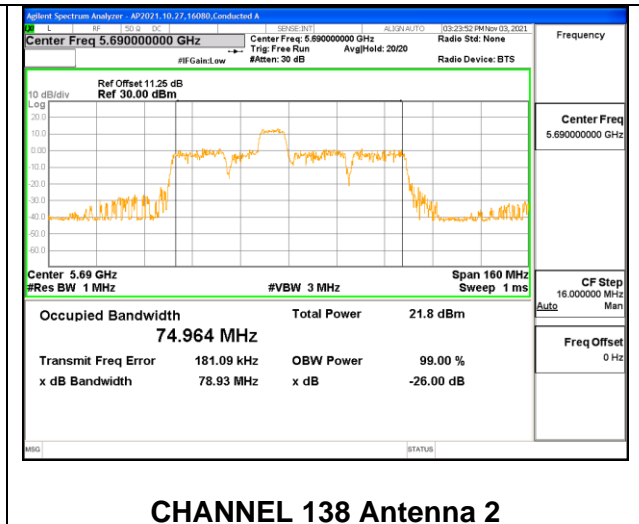 Agilent Spectrum Analyzer - AP2021.10.27,16080,Conducted A
L RF 50 Ω DC SENSE:INT ALIGNAUTO 03:23:52 PM Nov 03, 2021
Center Freq 5.690000000 GHz Center Freq: 5.690000000 GHz Radio Std: None Frequency
Trig: Free Run Avg|Hold: 20/20
#IFGain:Low #Atten: 30 dB Radio Device: BTS
Ref Offset 11.25 dB
10 dB/div Ref 30.00 dBm
Log
20.0
10.0
0.00
-10.0
-20.0
-30.0
-40.0
-50.0
-60.0
Center Freq
5.690000000 GHz
Center 5.69 GHz Span 160 MHz
#Res BW 1 MHz #VBW 3 MHz Sweep 1 ms
CF Step
16.000000 MHz
Auto Man
Occupied Bandwidth Total Power 21.8 dBm
74.964 MHz
Freq Offset
0 Hz
Transmit Freq Error 181.09 kHz OBW Power 99.00 %
x dB Bandwidth 78.93 MHz x dB -26.00 dB
MSG STATUS
CHANNEL 138 Antenna 2